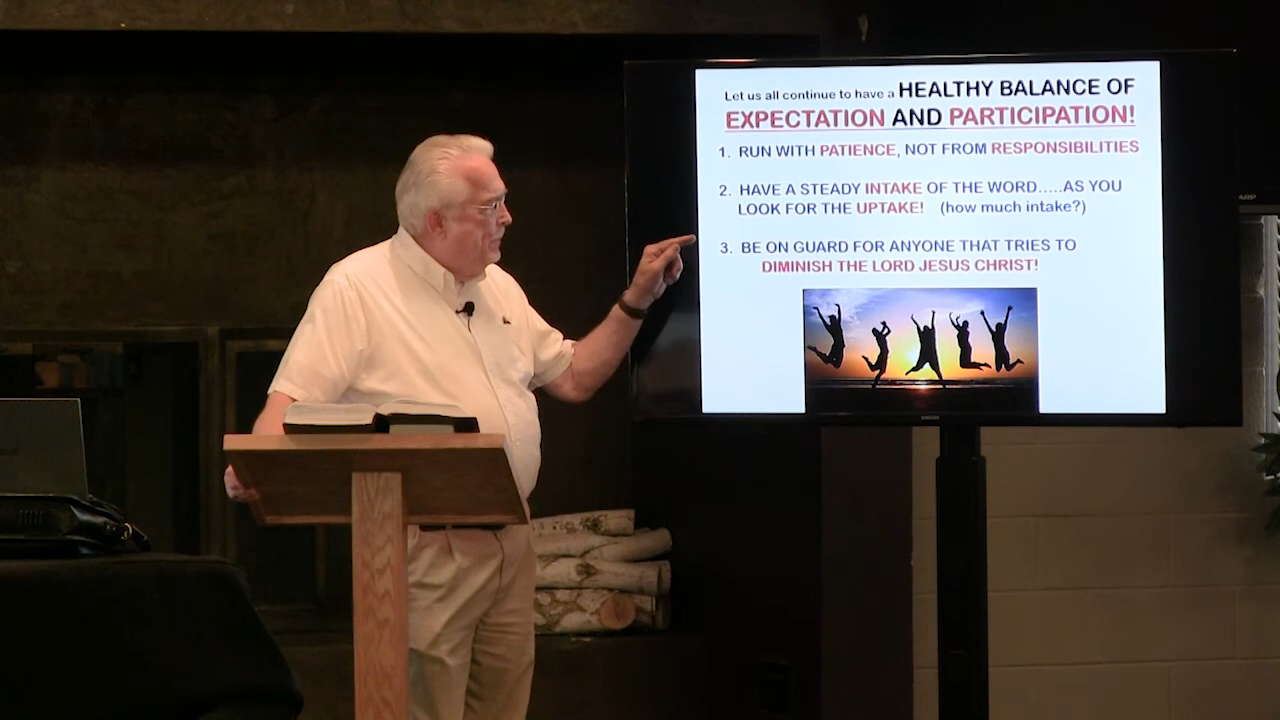 Let us all continue to have a HEALTHY BALANCE OF
EXPECTATION AND PARTICIPATION!
1. RUN WITH PATIENCE, NOT FROM RESPONSIBILITIES
2. HAVE A STEADY INTAKE OF THE WORD.....AS YOU
LOOK FOR THE UPTAKE! (how much intake?)
3. BE ON GUARD FOR ANYONE THAT TRIES TO
DIMINISH THE LORD JESUS CHRIST!